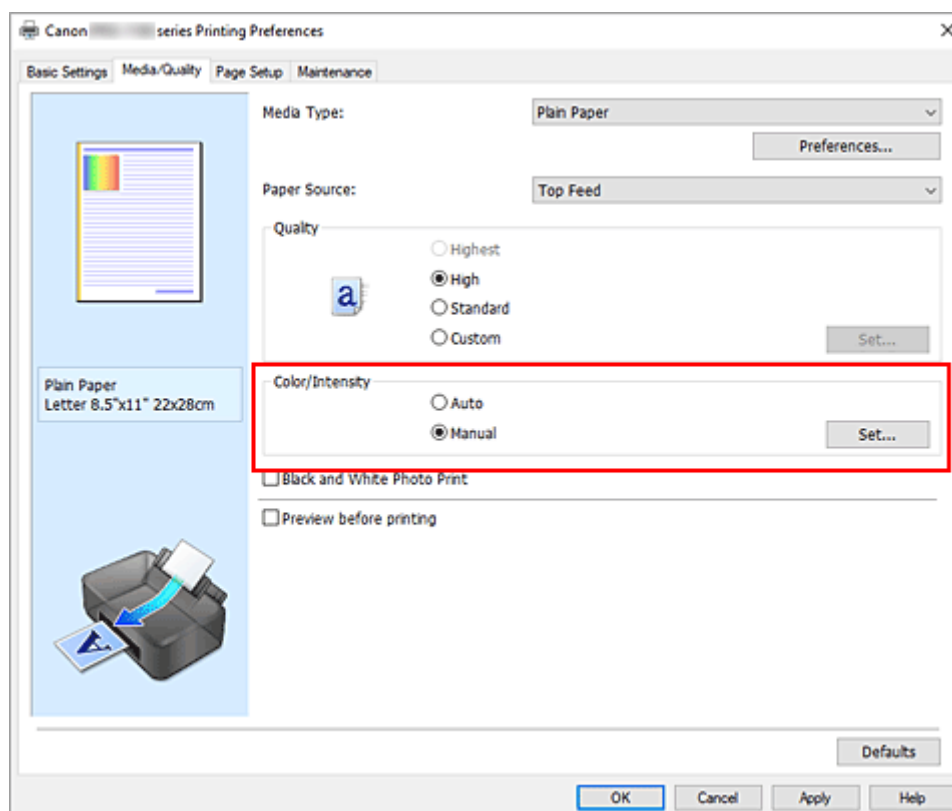 Canon series Printing Preferences
Basic Settings Media/Quality Page Setup Maintenance
Media Type: Plain Paper
Preferences...
Paper Source: Top Feed
Quality
Highest
High
Standard
Custom Set...
a
Color/Intensity
Auto
Manual Set...
Plain Paper
Letter 8.5"x11" 22x28cm
Black and White Photo Print
Preview before printing
A
Defaults
OK Cancel Apply Help